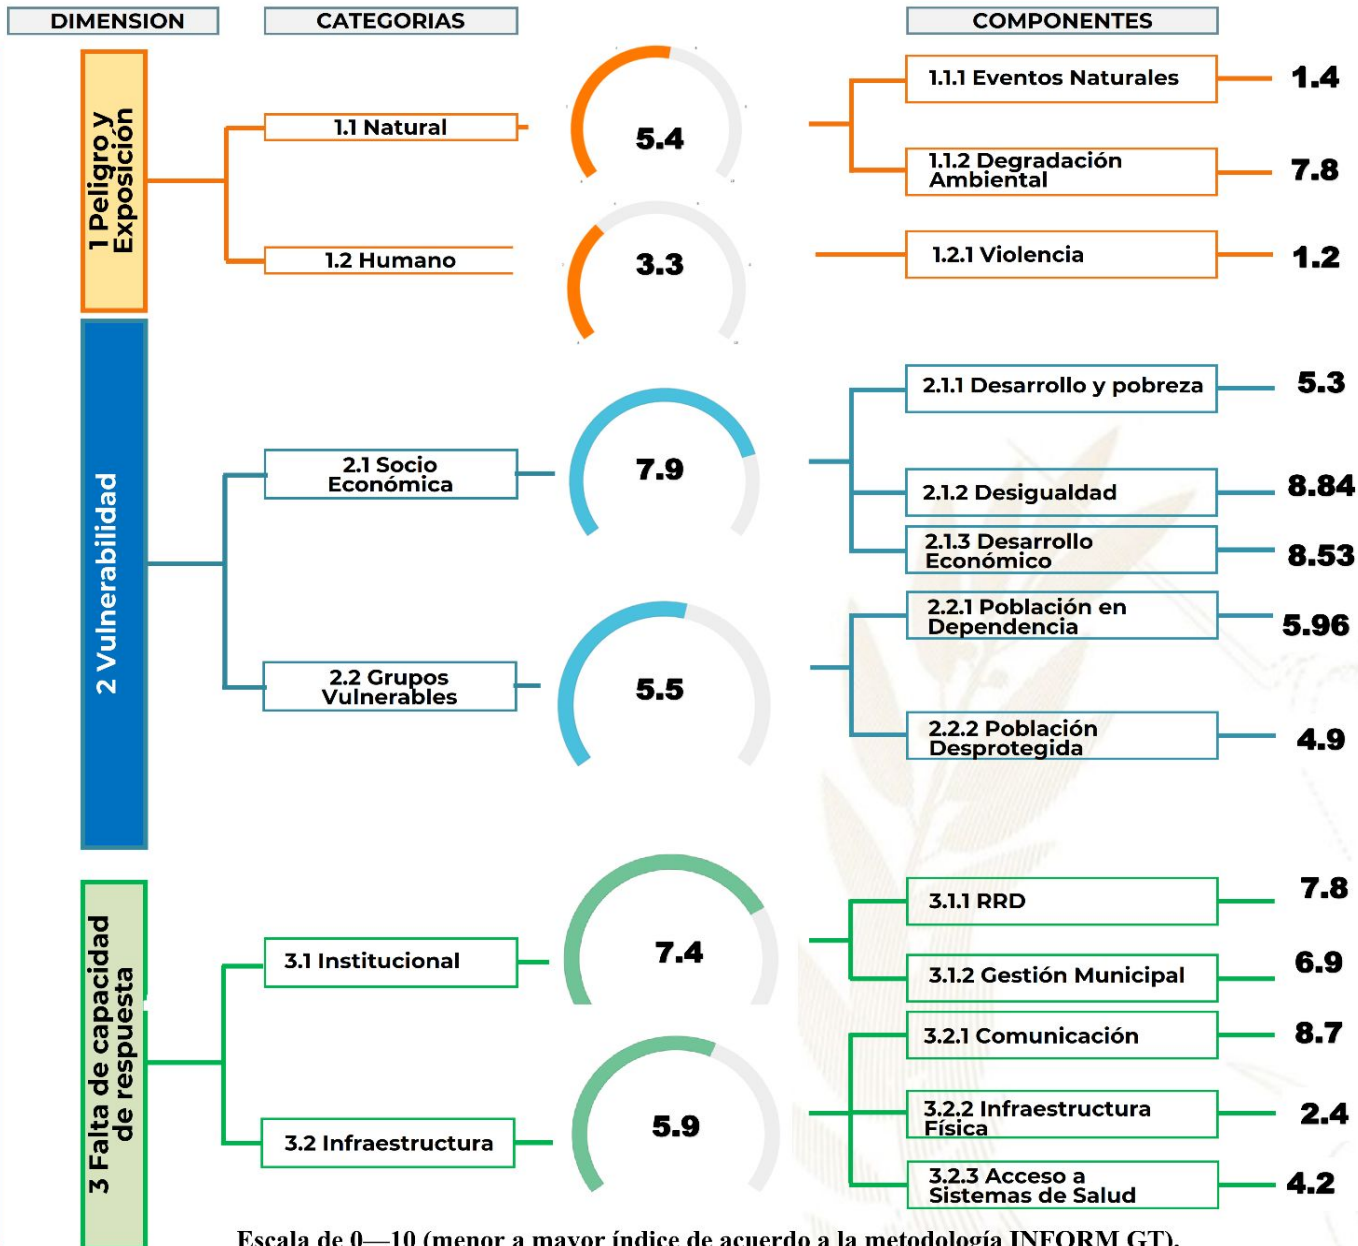 DIMENSION
CATEGORIAS
COMPONENTES
1 Peligro y
Exposición
1.1 Natural
5.4
1.1.1 Eventos Naturales
1.4
1.1.2 Degradación
Ambiental
7.8
1.2 Humano
3.3
1.2.1 Violencia
1.2
2 Vulnerabilidad
2.1 Socio
Económica
7.9
2.1.1 Desarrollo y pobreza
5.3
2.1.2 Desigualdad
8.84
2.1.3 Desarrollo
Económico
8.53
2.2 Grupos
Vulnerables
5.5
2.2.1 Población en
Dependencia
5.96
2.2.2 Población
Desprotegida
4.9
3 Falta de capacidad
de respuesta
3.1 Institucional
7.4
3.1.1 RRD
7.8
3.1.2 Gestión Municipal
6.9
3.2 Infraestructura
5.9
3.2.1 Comunicación
8.7
3.2.2 Infraestructura
Física
2.4
3.2.3 Acceso a
Sistemas de Salud
4.2
Escala de 0—10 (menor a mayor índice de acuerdo a la metodología INFORM GT).